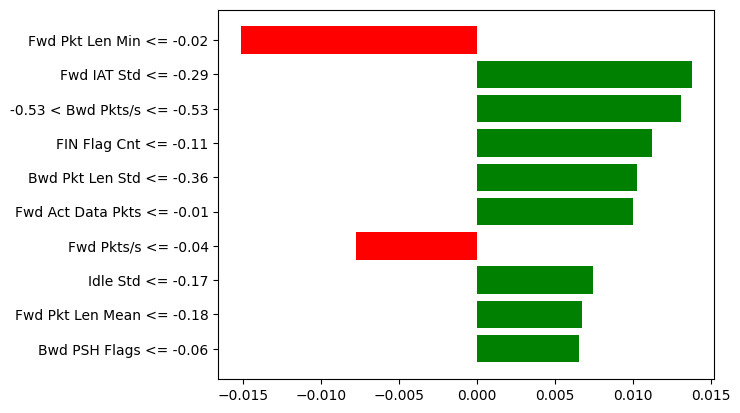 Fwd Pkt Len Min <= -0.02
Fwd IAT Std <= -0.29
-0.53 < Bwd Pkts/s <= -0.53
FIN Flag Cnt <= -0.11
Bwd Pkt Len Std <= -0.36
Fwd Act Data Pkts <= -0.01
Fwd Pkts/s <= -0.04
Idle Std <= -0.17
Fwd Pkt Len Mean <= -0.18
Bwd PSH Flags <= -0.06
−0.015 −0.010 −0.005 0.000 0.005 0.010 0.015